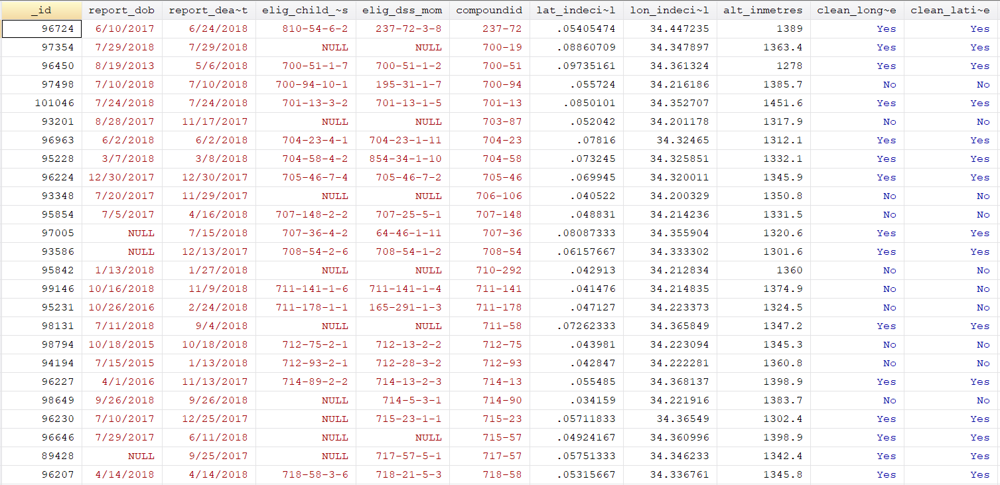 _id report_dob report_dea~t elig_child_~s elig_dss_mom compoundid lat_indeci~l lon_indeci~l alt_inmetres clean_long~e clean_lati~e
96724 6/10/2017 6/24/2018 810-54-6-2 237-72-3-8 237-72 .05405474 34.447235 1389 Yes Yes
97354 7/29/2018 7/29/2018 NULL NULL 700-19 .08860709 34.347897 1363.4 Yes Yes
96450 8/19/2013 5/6/2018 700-51-1-7 700-51-1-2 700-51 .09735161 34.361324 1278 Yes Yes
97498 7/10/2018 7/10/2018 700-94-10-1 195-31-1-7 700-94 .055724 34.216186 1385.7 No No
101046 7/24/2018 7/24/2018 701-13-3-2 701-13-1-5 701-13 .0850101 34.352707 1451.6 Yes Yes
93201 8/28/2017 11/17/2017 NULL NULL 703-87 .052042 34.201178 1317.9 No No
96963 6/2/2018 6/2/2018 704-23-4-1 704-23-1-11 704-23 .07816 34.32465 1312.1 Yes Yes
95228 3/7/2018 3/8/2018 704-58-4-2 854-34-1-10 704-58 .073245 34.325851 1332.1 Yes Yes
96224 12/30/2017 12/30/2017 705-46-7-4 705-46-7-2 705-46 .069945 34.320011 1345.9 Yes Yes
93348 7/20/2017 11/29/2017 NULL NULL 706-106 .040522 34.200329 1350.8 No No
95854 7/5/2017 4/16/2018 707-148-2-2 707-25-5-1 707-148 .048831 34.214236 1331.5 No No
97005 NULL 7/15/2018 707-36-4-2 64-46-1-11 707-36 .08087333 34.355904 1320.6 Yes Yes
93586 NULL 12/13/2017 708-54-2-6 708-54-1-2 708-54 .06157667 34.333302 1301.6 Yes Yes
95842 1/13/2018 1/27/2018 NULL NULL 710-292 .042913 34.212834 1360 No No
99146 10/16/2018 11/9/2018 711-141-1-6 711-141-1-4 711-141 .041476 34.214835 1374.9 No No
95231 10/26/2016 2/24/2018 711-178-1-1 165-291-1-3 711-178 .047127 34.223373 1324.5 No No
98131 7/11/2018 9/4/2018 NULL NULL 711-58 .07262333 34.365849 1347.2 Yes Yes
98794 10/18/2015 10/18/2018 712-75-2-1 712-13-2-2 712-75 .043981 34.223094 1345.3 No No
94194 7/15/2015 1/13/2018 712-93-2-1 712-28-3-2 712-93 .042847 34.222281 1360.8 No No
96227 4/1/2016 11/13/2017 714-89-2-2 714-13-2-3 714-13 .055485 34.368137 1398.9 Yes Yes
98649 9/26/2018 9/26/2018 NULL 714-5-3-1 714-90 .034159 34.221916 1383.7 No No
96230 7/10/2017 12/25/2017 NULL 715-23-1-1 715-23 .05711833 34.36549 1302.4 Yes Yes
96646 7/29/2017 6/11/2018 NULL NULL 715-57 .04924167 34.360996 1398.9 Yes Yes
89428 NULL 9/25/2017 NULL 717-57-5-1 717-57 .05751333 34.346233 1342.4 Yes Yes
96207 4/14/2018 4/14/2018 718-58-3-6 718-21-5-3 718-58 .05315667 34.336761 1345.8 Yes Yes